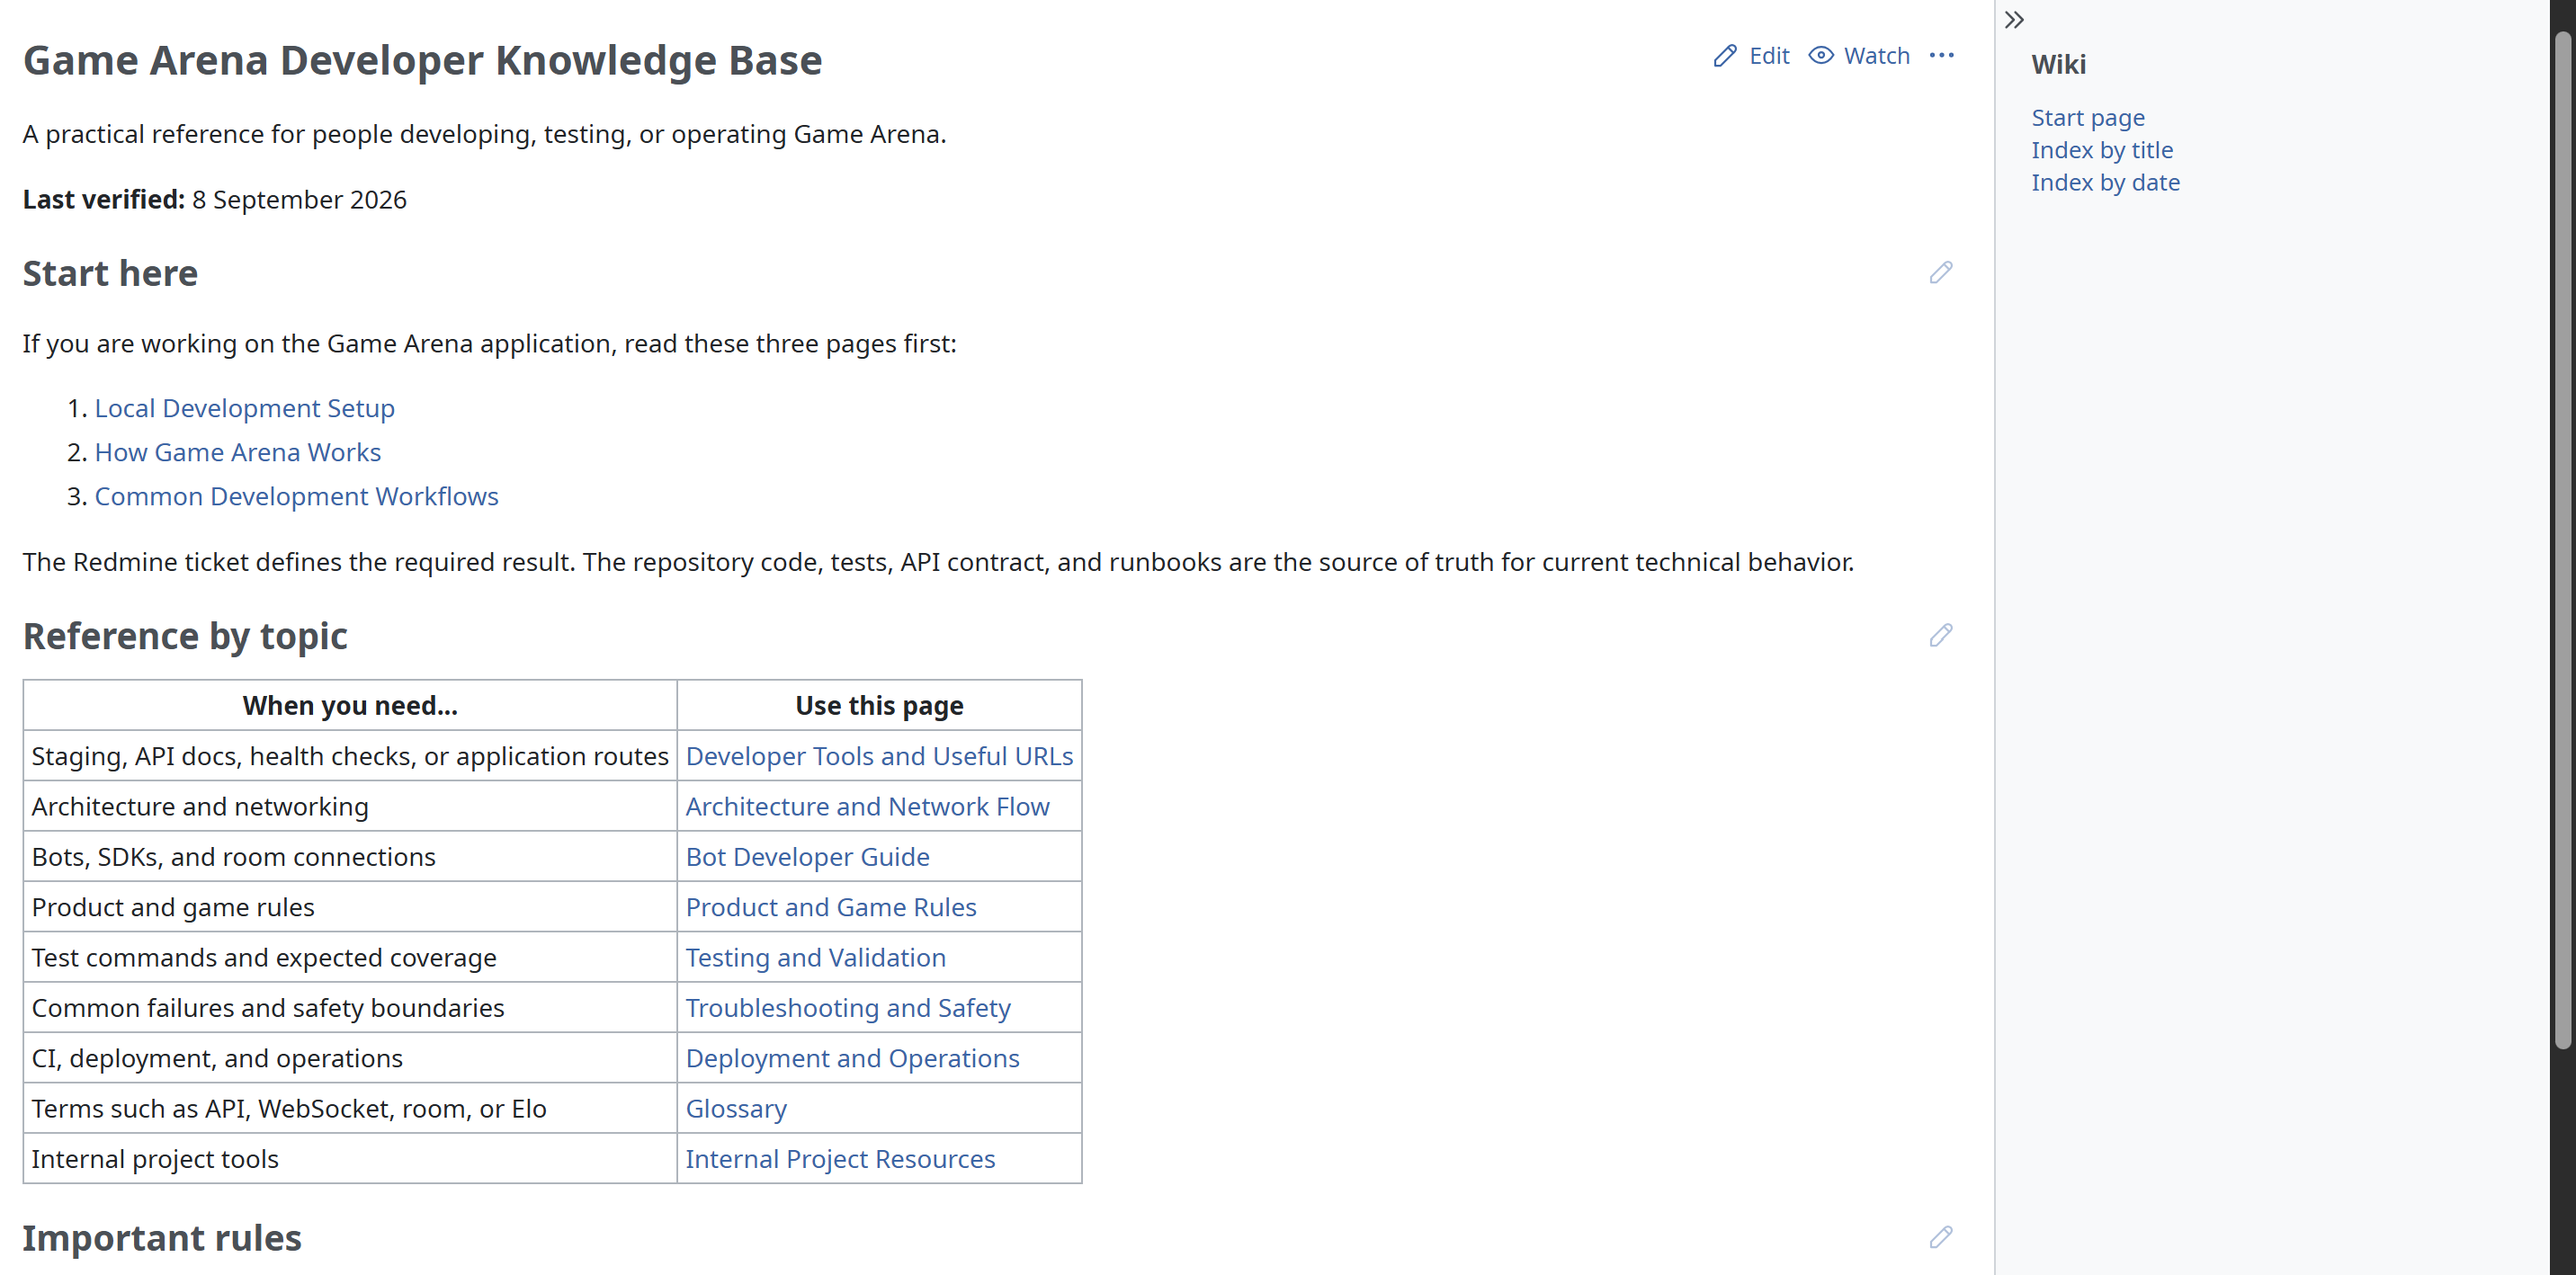 Game Arena Developer Knowledge Base
Edit Watch
A practical reference for people developing, testing, or operating Game Arena.
Last verified: 8 September 2026
Start here
If you are working on the Game Arena application, read these three pages first:
1. Local Development Setup
2. How Game Arena Works
3. Common Development Workflows
The Redmine ticket defines the required result. The repository code, tests, API contract, and runbooks are the source of truth for current technical behavior.
Reference by topic
When you need... Use this page
Staging, API docs, health checks, or application routes Developer Tools and Useful URLs
Architecture and networking Architecture and Network Flow
Bots, SDKs, and room connections Bot Developer Guide
Product and game rules Product and Game Rules
Test commands and expected coverage Testing and Validation
Common failures and safety boundaries Troubleshooting and Safety
CI, deployment, and operations Deployment and Operations
Terms such as API, WebSocket, room, or Elo Glossary
Internal project tools Internal Project Resources
Important rules
Wiki
Start page
Index by title
Index by date